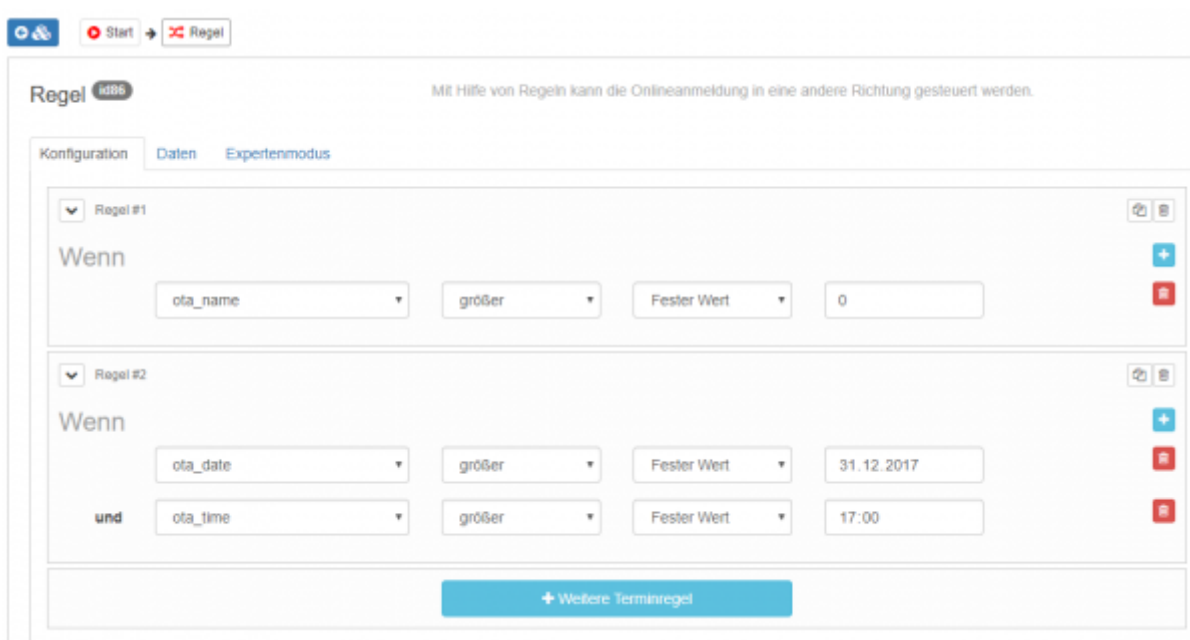 Start Regel
Regel id86 Mit Hilfe von Regeln kann die Onlineanmeldung in eine andere Richtung gesteuert werden.
Konfiguration Daten Expertenmodus
Regel #1
Wenn
ota_name größer Fester Wert 0
Regel #2
Wenn
ota_date größer Fester Wert 31.12.2017
und ota_time größer Fester Wert 17:00
Weitere Terminregel